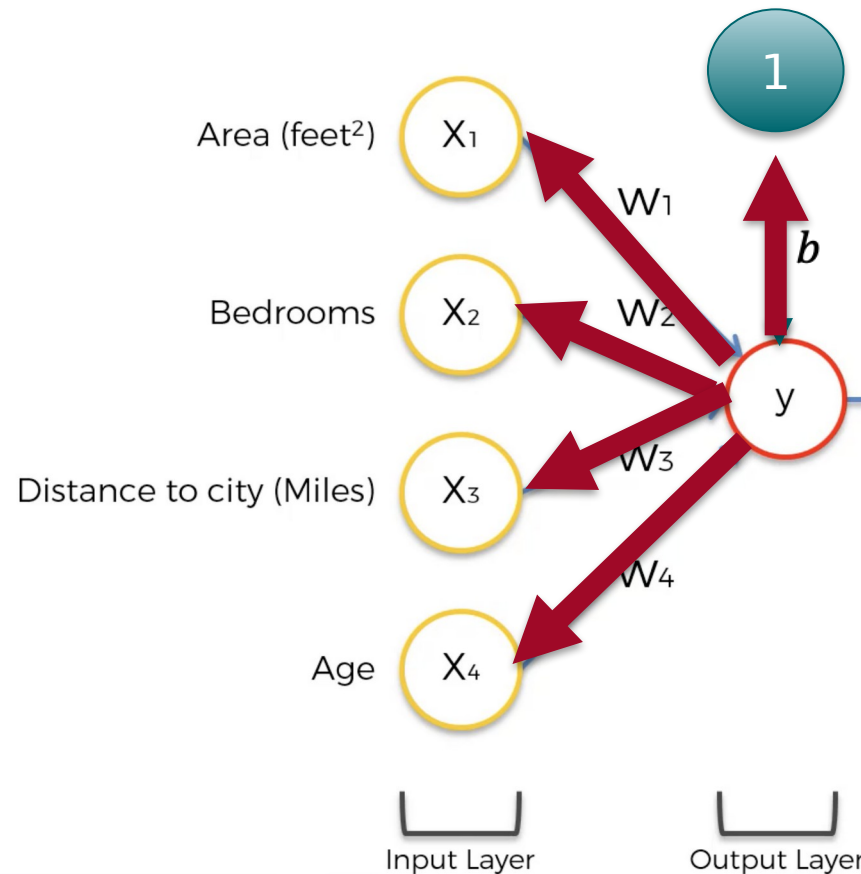 1
Area (feet²)
X₁
W₁
b
Bedrooms
X₂
W₂
y
Distance to city (Miles)
X₃
W₃
Age
X₄
W₄
Input Layer
Output Layer